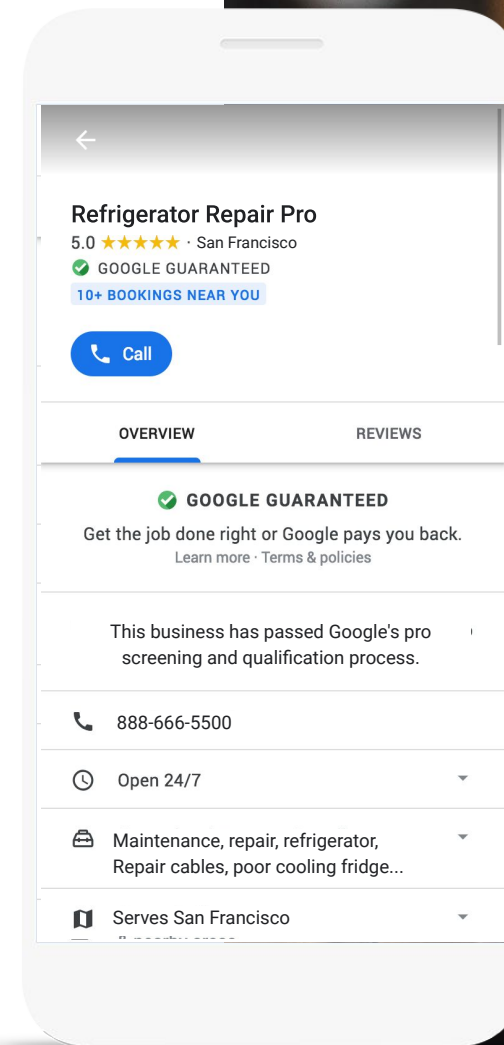 Refrigerator Repair Pro
5.0 ★★★★★ · San Francisco
GOOGLE GUARANTEED
10+ BOOKINGS NEAR YOU
Call
OVERVIEW REVIEWS
GOOGLE GUARANTEED
Get the job done right or Google pays you back.
Learn more · Terms & policies
This business has passed Google's pro
screening and qualification process.
888-666-5500
Open 24/7
Maintenance, repair, refrigerator,
Repair cables, poor cooling fridge...
Serves San Francisco